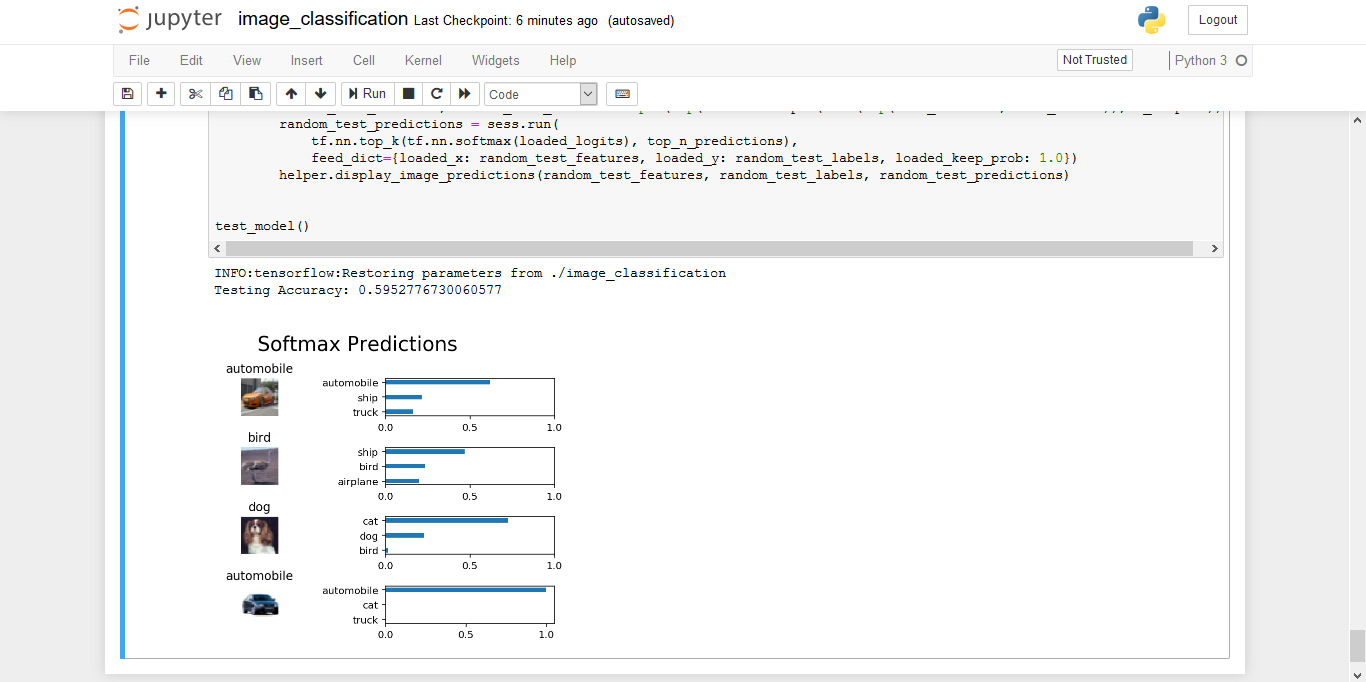 jupyter image_classification Last Checkpoint: 6 minutes ago (autosaved)
Logout
File Edit View Insert Cell Kernel Widgets Help
Not Trusted
Python 3
Run
Code
random_test_predictions = sess.run(
tf.nn.top_k(tf.nn.softmax(loaded_logits), top_n_predictions),
feed_dict={loaded_x: random_test_features, loaded_y: random_test_labels, loaded_keep_prob: 1.0})
helper.display_image_predictions(random_test_features, random_test_labels, random_test_predictions)
test_model()
INFO:tensorflow:Restoring parameters from ./image_classification
Testing Accuracy: 0.5952776730060577
Softmax Predictions
automobile
automobile
ship
truck
0.0 0.5 1.0
bird
ship
bird
airplane
0.0 0.5 1.0
dog
cat
dog
bird
0.0 0.5 1.0
automobile
automobile
cat
truck
0.0 0.5 1.0